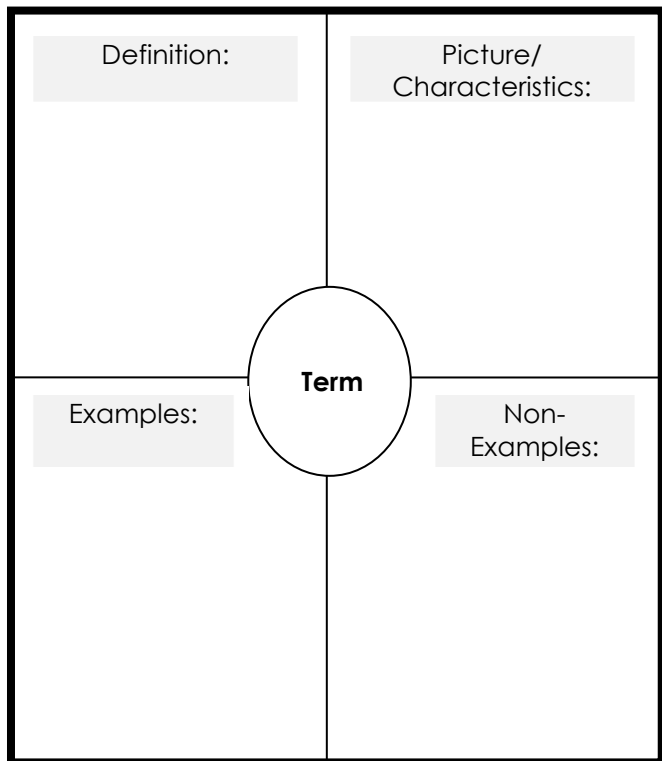 Definition:
Picture/
Characteristics:
Term
Examples:
Non-
Examples: